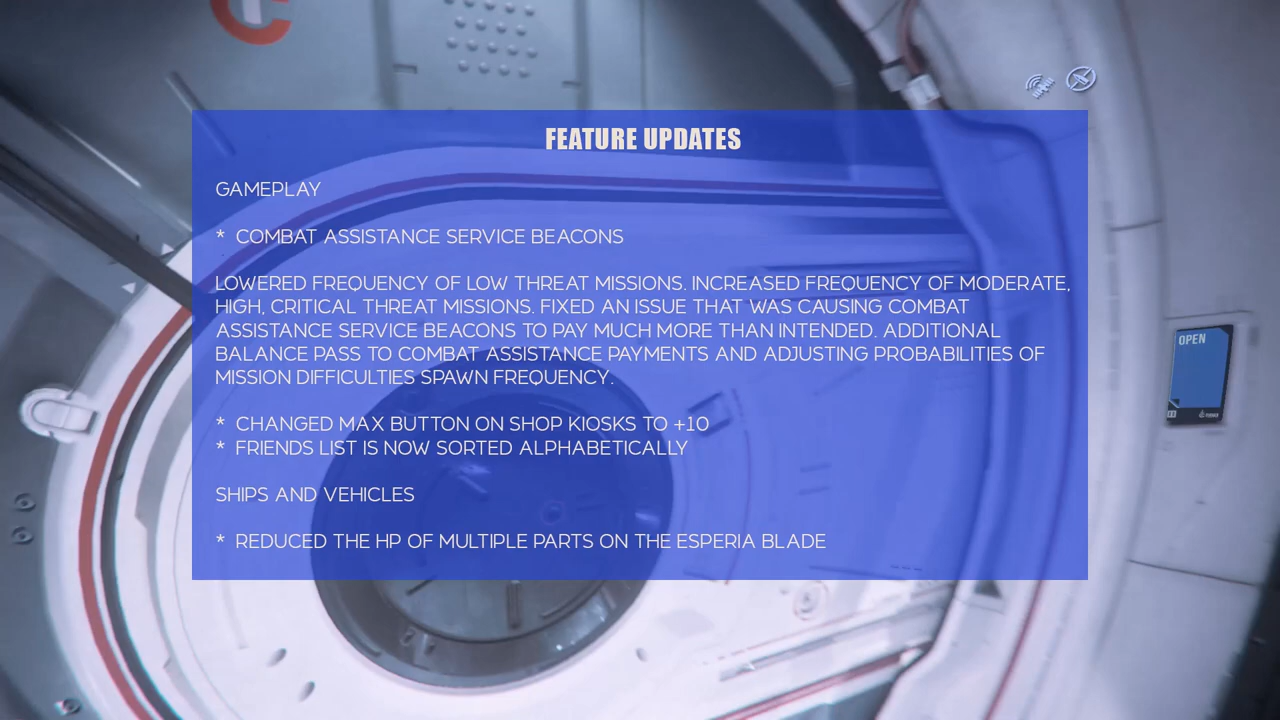 FEATURE UPDATES
GAMEPLAY
* COMBAT ASSISTANCE SERVICE BEACONS
LOWERED FREQUENCY OF LOW THREAT MISSIONS. INCREASED FREQUENCY OF MODERATE,
HIGH, CRITICAL THREAT MISSIONS. FIXED AN ISSUE THAT WAS CAUSING COMBAT
ASSISTANCE SERVICE BEACONS TO PAY MUCH MORE THAN INTENDED. ADDITIONAL
BALANCE PASS TO COMBAT ASSISTANCE PAYMENTS AND ADJUSTING PROBABILITIES OF
MISSION DIFFICULTIES SPAWN FREQUENCY.
* CHANGED MAX BUTTON ON SHOP KIOSKS TO +10
* FRIENDS LIST IS NOW SORTED ALPHABETICALLY
SHIPS AND VEHICLES
* REDUCED THE HP OF MULTIPLE PARTS ON THE ESPERIA BLADE
OPEN